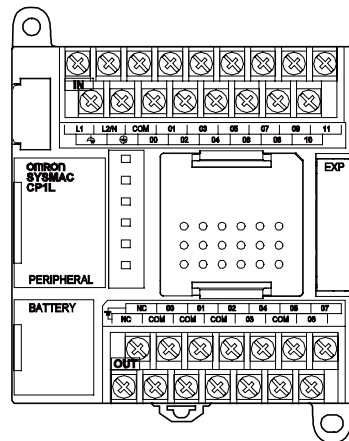 IN
L1 L2/N COM 01 03 05 07 09 11
00 02 04 06 08 10
OMRON
SYSMAC
CP1L
EXP
PERIPHERAL
BATTERY
NC 00 01 02 04 05 07
NC COM COM COM 03 COM 06
OUT